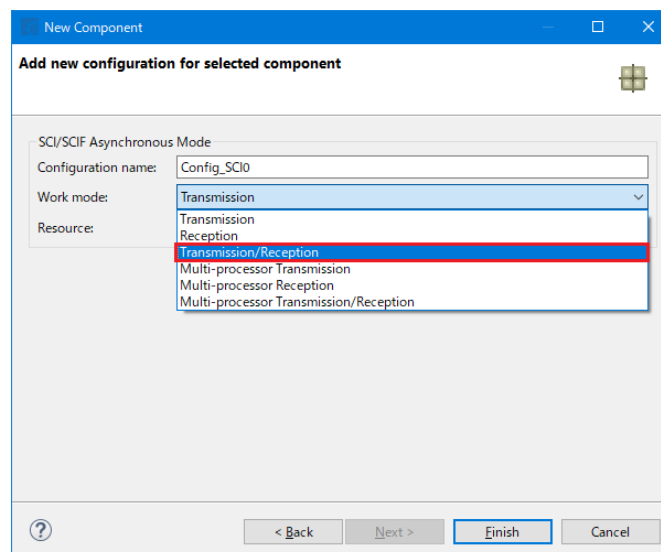 New Component
Add new configuration for selected component
SCI/SCIF Asynchronous Mode
Configuration name: Config_SCI0
Work mode: Transmission
Resource:
Transmission
Reception
Transmission/Reception
Multi-processor Transmission
Multi-processor Reception
Multi-processor Transmission/Reception
? < Back Next > Finish Cancel